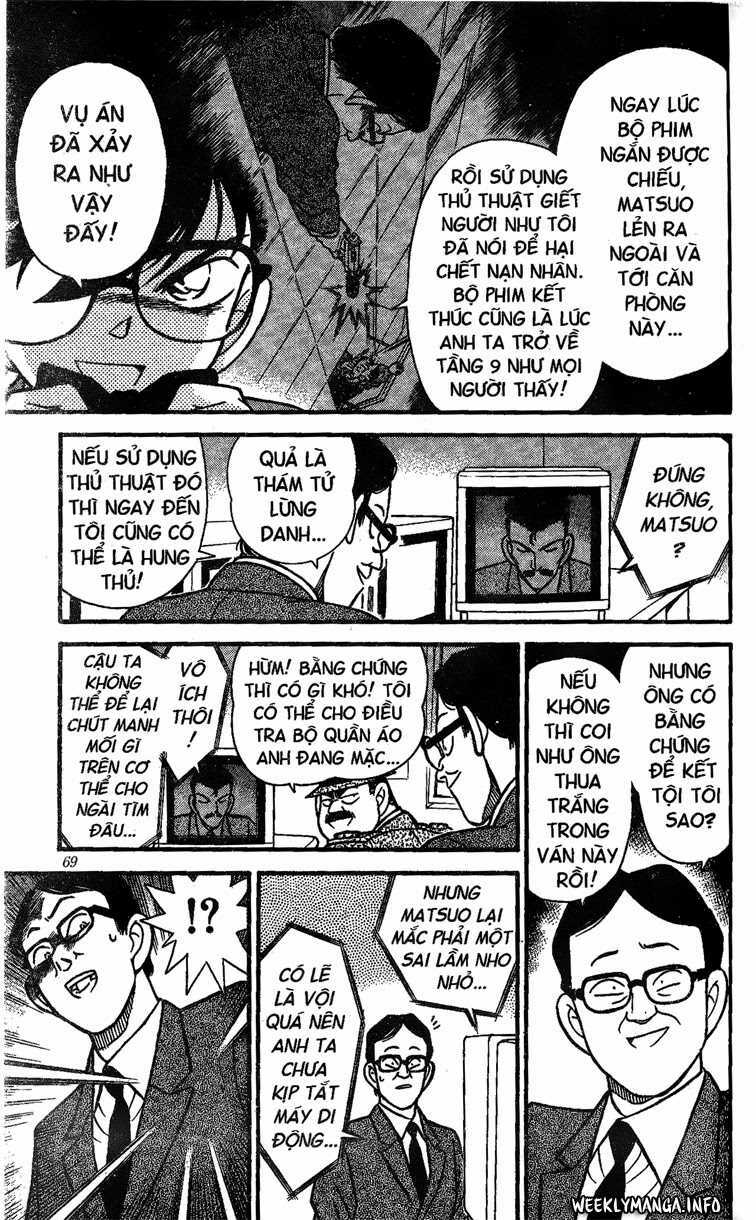 NGAY LÚC
BỘ PHIM
NGẮN ĐƯỢC
CHIẾU,
MATSUO
LẺN RA
NGOÀI VÀ
TỚI CĂN
PHÒNG
NÀY...
RỒI SỬ DỤNG
THỦ THUẬT GIẾT
NGƯỜI NHƯ TÔI
ĐÃ NÓI ĐỂ HẠI
CHẾT NẠN NHÂN.
BỘ PHIM KẾT
THÚC CŨNG LÀ LÚC
ANH TA TRỞ VỀ
TẦNG 9 NHƯ MỌI
NGƯỜI THẤY!
VỤ ÁN
ĐÃ XẢY
RA NHƯ
VẬY
ĐẤY!
ĐÚNG
KHÔNG,
MATSUO
?
QUẢ LÀ
THÁM TỬ
LỪNG
DANH...
NẾU SỬ DỤNG
THỦ THUẬT ĐÓ
THÌ NGAY ĐẾN
TÔI CŨNG CÓ
THỂ LÀ HUNG
THỦ!
NHƯNG
ÔNG CÓ
BẰNG
CHỨNG
ĐỂ KẾT
TỘI TÔI
SAO?
NẾU
KHÔNG
THÌ COI
NHƯ ÔNG
THUA
TRẮNG
TRONG
VÁN NÀY
RỒI!
HỪM! BẰNG CHỨNG
THÌ CÓ GÌ KHÓ! TÔI
CÓ THỂ CHO ĐIỀU
TRA BỘ QUẦN ÁO
ANH ĐANG MẶC...
VÔ
ÍCH
THÔI
!
CẬU TA
KHÔNG
THỂ ĐỂ LẠI
CHÚT MANH
MỐI GÌ
TRÊN CƠ
THỂ CHO
NGÀI TÌM
ĐÂU...
69
NHƯNG
MATSUO LẠI
MẮC PHẢI MỘT
SAI LẦM NHO
NHỎ...
CÓ LẼ
LÀ VỘI
QUÁ NÊN
ANH TA
CHƯA
KỊP TẮT
MÁY DI
ĐỘNG...
!?
WEEKLYMANGA.INFO